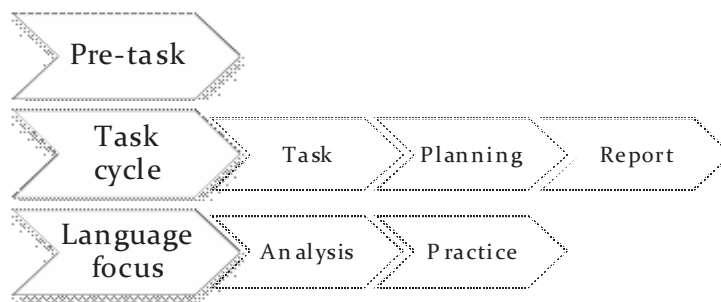 Pre-task
Task
cycle
Task
Planning
Report
Language
focus
Analysis
Practice